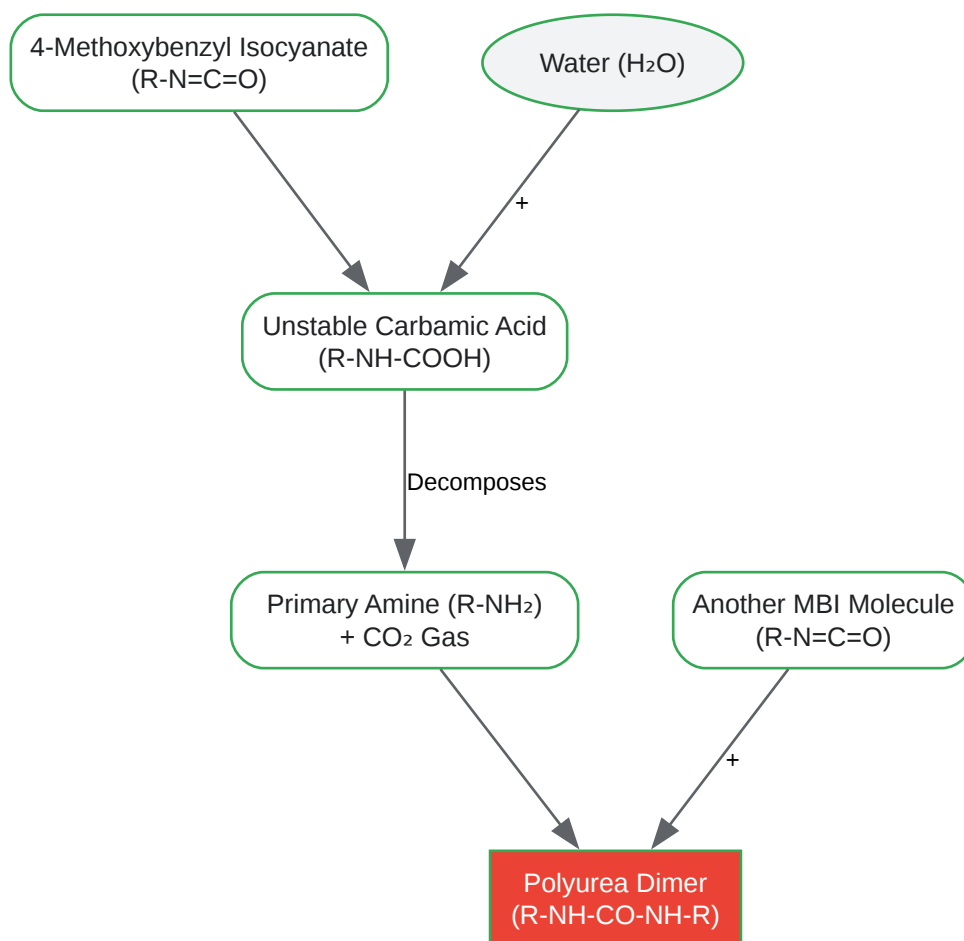 4-Methoxybenzyl Isocyanate
(R-N=C=O)
Water (H₂O)
+
Unstable Carbamic Acid
(R-NH-COOH)
Decomposes
Primary Amine (R-NH₂)
+ CO₂ Gas
Another MBI Molecule
(R-N=C=O)
+
Polyurea Dimer
(R-NH-CO-NH-R)